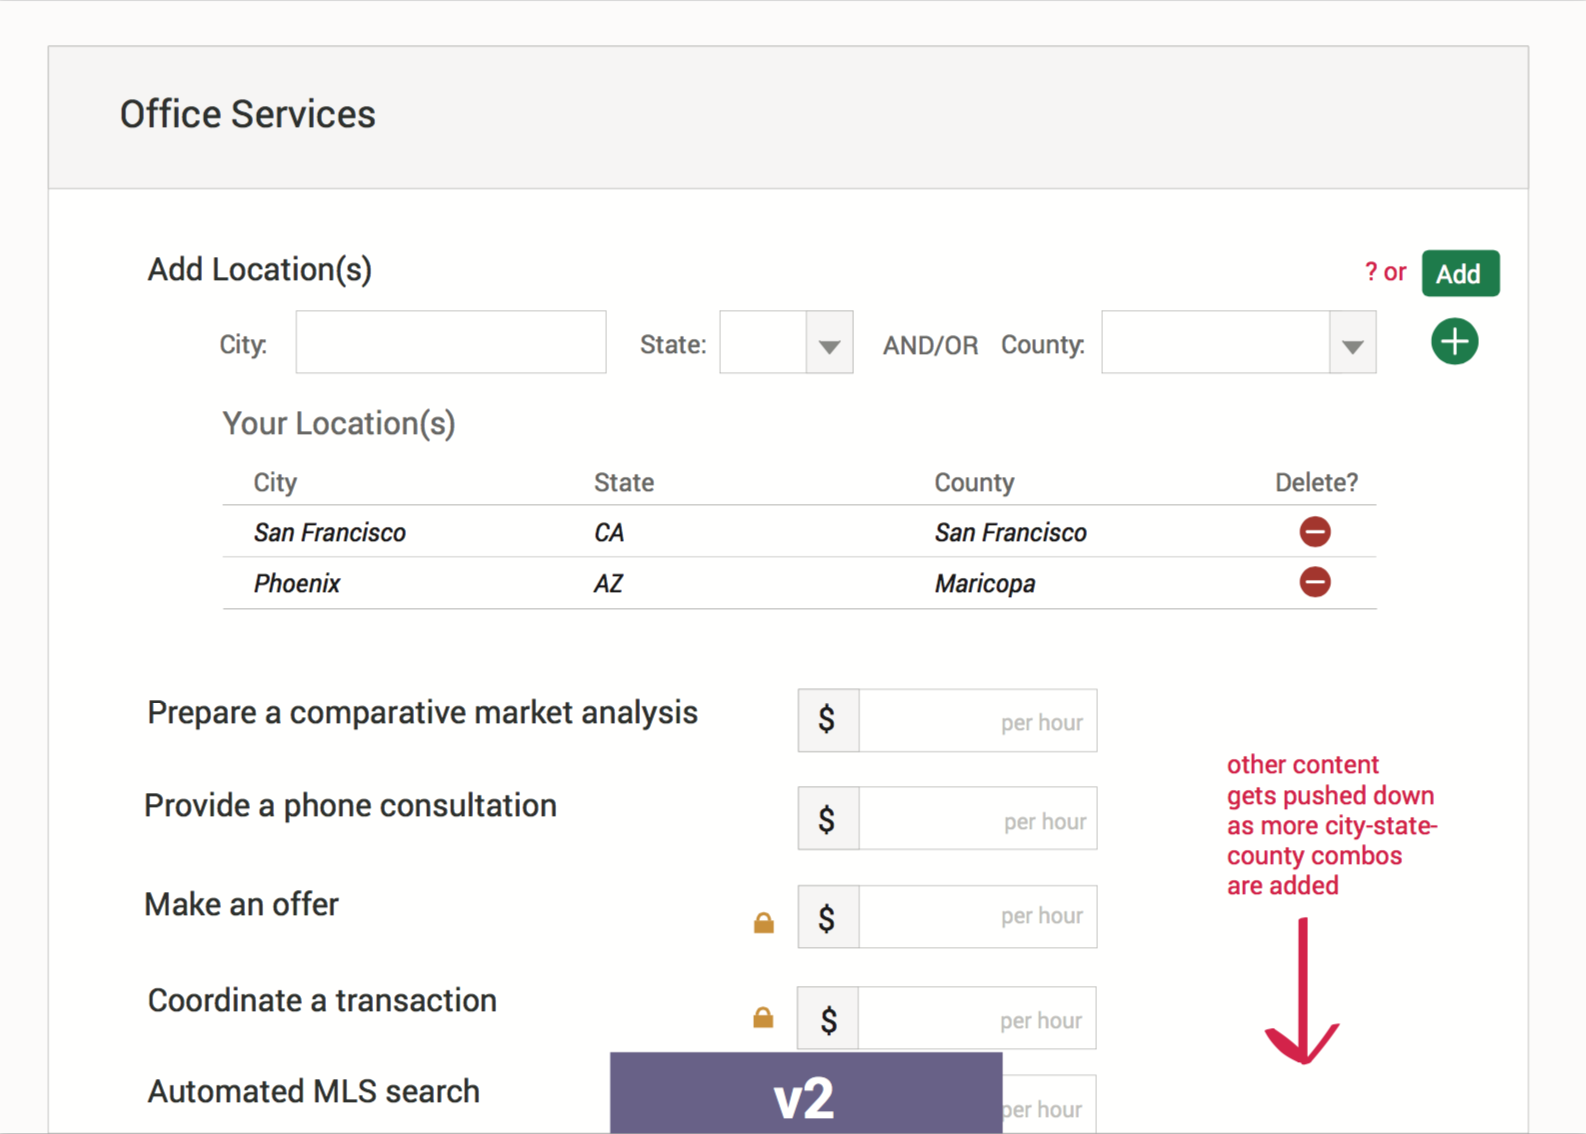 Office Services
Add Location(s)
? or Add
City: State: AND/OR County:
Your Location(s)
City State County Delete?
San Francisco CA San Francisco
Phoenix AZ Maricopa
Prepare a comparative market analysis $ per hour
Provide a phone consultation $ per hour
Make an offer $ per hour
Coordinate a transaction $ per hour
Automated MLS search per hour
other content
gets pushed down
as more city-state-
county combos
are added
v2